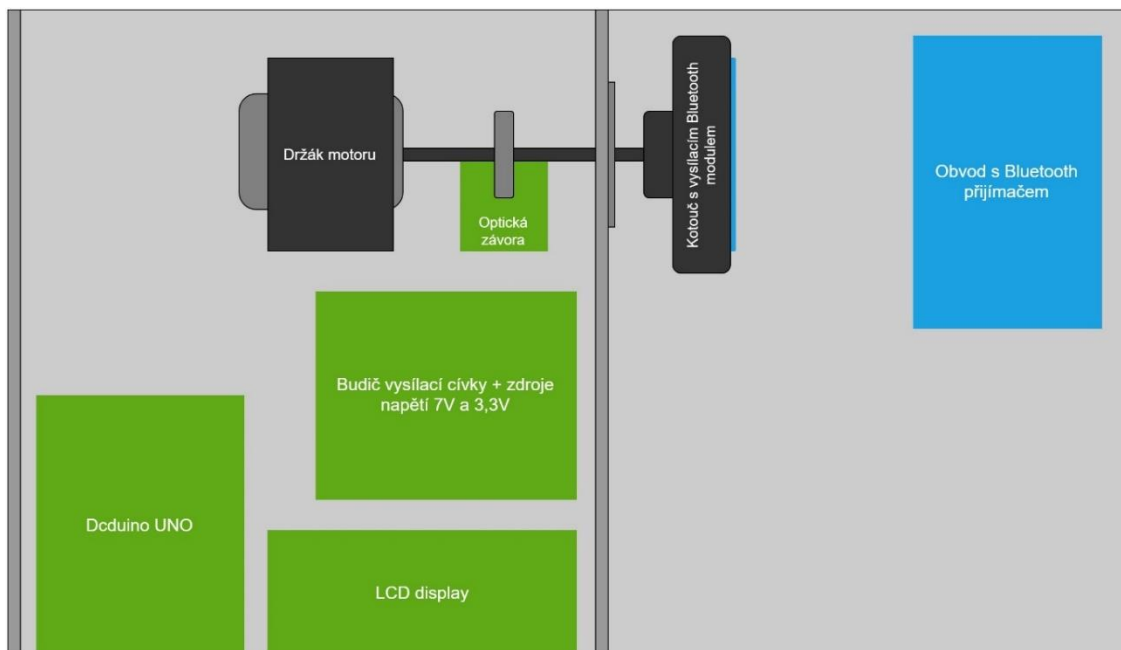 Držák motoru
Optická
závora
Kotouč s vysílacím Bluetooth
modulem
Obvod s Bluetooth
přijímačem
Budič vysílací cívky + zdroje
napětí 7V a 3,3V
Dcduino UNO
LCD display